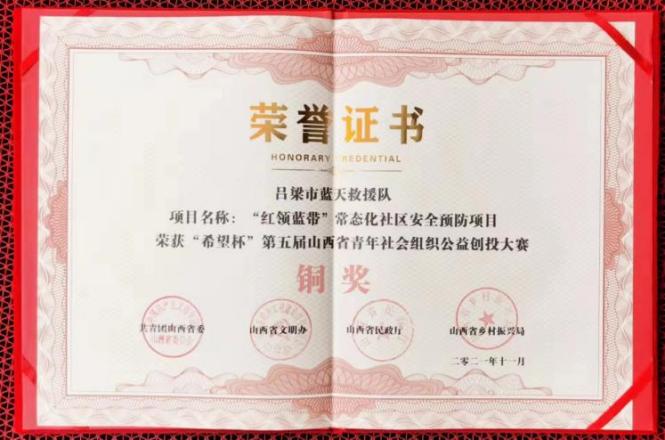 荣誉证书
HONORARY CREDENTIAL
吕梁市蓝天救援队
项目名称：“红领蓝带”常态化社区安全预防项目
荣获“希望杯”第五届山西省青年社会组织公益创投大赛
铜奖
共青团山西省委 山西省文明办 山西省民政厅 山西省乡村振兴局
二零二一年十一月